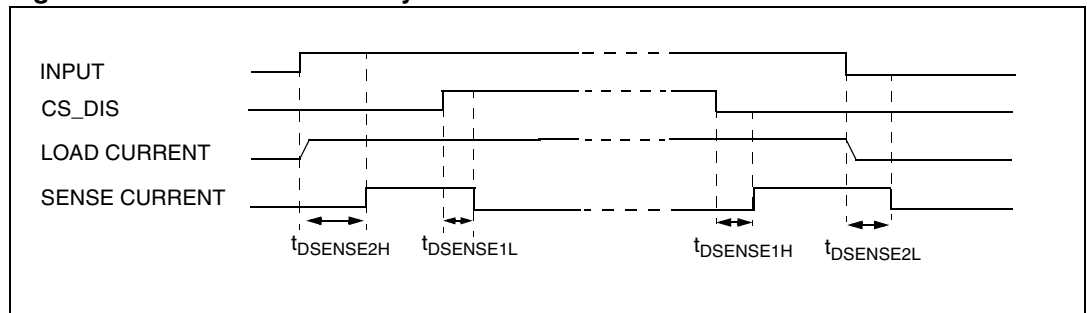 INPUT
CS_DIS
LOAD CURRENT
SENSE CURRENT
tDSENSE2H
tDSENSE1L
tDSENSE1H
tDSENSE2L